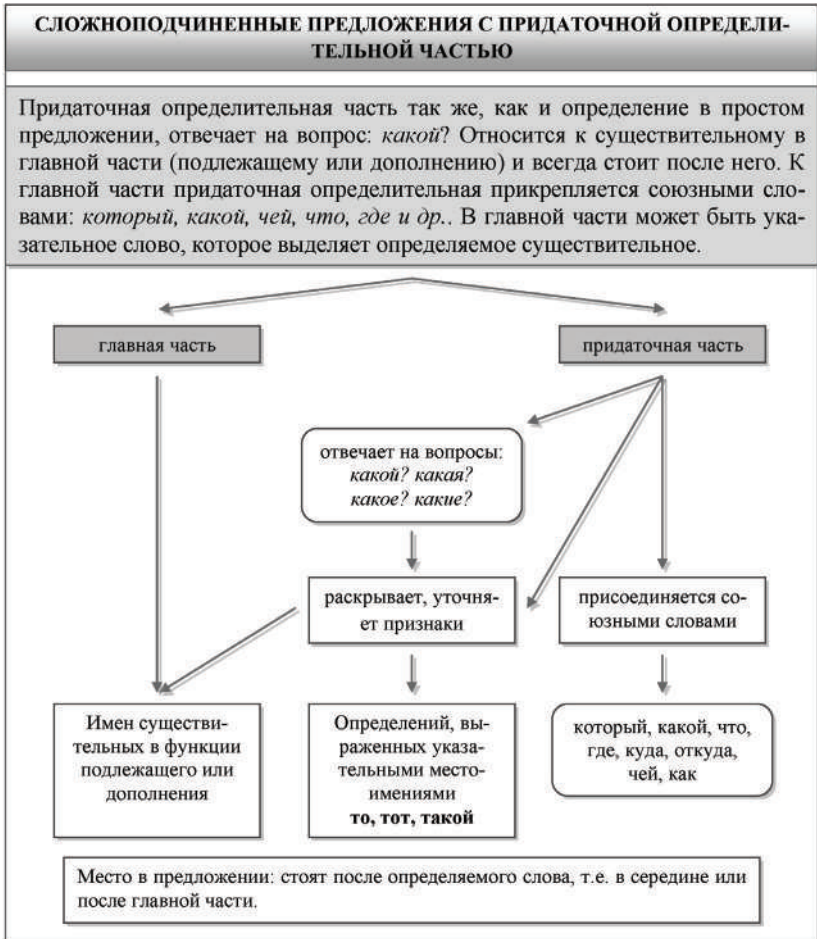 СЛОЖНОПОДЧИНЕННЫЕ ПРЕДЛОЖЕНИЯ С ПРИДАТОЧНОЙ ОПРЕДЕЛИ-
ТЕЛЬНОЙ ЧАСТЬЮ
Придаточная определительная часть так же, как и определение в простом
предложении, отвечает на вопрос: какой? Относится к существительному в
главной части (подлежащему или дополнению) и всегда стоит после него. К
главной части придаточная определительная прикрепляется союзными сло-
вами: который, какой, чей, что, где и др.. В главной части может быть ука-
зательное слово, которое выделяет определяемое существительное.
главная часть
придаточная часть
отвечает на вопросы:
какой? какая?
какое? какие?
раскрывает, уточня-
ет признаки
присоединяется со-
юзными словами
Имен существи-
тельных в функции
подлежащего или
дополнения
Определений, вы-
раженных указа-
тельными место-
имениями
то, тот, такой
который, какой, что,
где, куда, откуда,
чей, как
Место в предложении: стоят после определяемого слова, т.е. в середине или
после главной части.